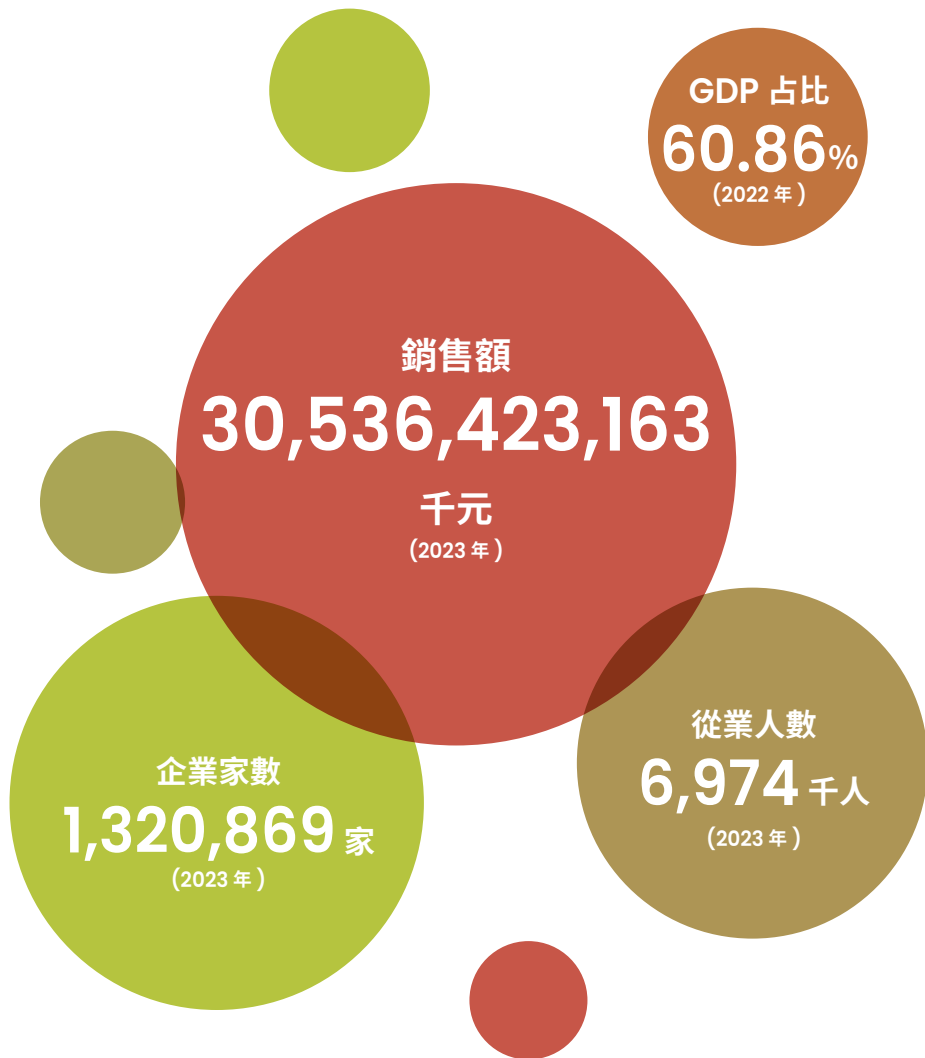 GDP 占比
60.86%
(2022 年 )
銷售額
30,536,423,163
千元
(2023 年 )
企業家數
1,320,869 家
(2023 年 )
從業人數
6,974 千人
(2023 年 )